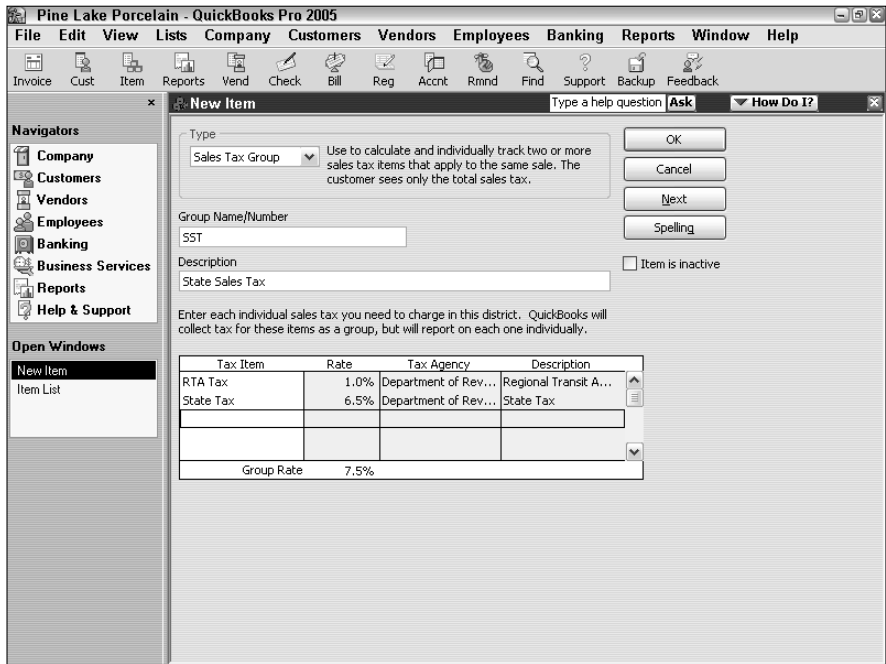 Pine Lake Porcelain - QuickBooks Pro 2005
File Edit View Lists Company Customers Vendors Employees Banking Reports Window Help
Invoice Cust Item Reports Vend Check Bill Reg Accnt Rmnd Find Support Backup Feedback
New Item
Type a help question Ask
How Do I?
Navigators
Company
Customers
Vendors
Employees
Banking
Business Services
Reports
Help & Support
Open Windows
New Item
Item List
Type
Sales Tax Group
Use to calculate and individually track two or more
sales tax items that apply to the same sale. The
customer sees only the total sales tax.
OK
Cancel
Next
Spelling
Item is inactive
Group Name/Number
SST
Description
State Sales Tax
Enter each individual sales tax you need to charge in this district. QuickBooks will
collect tax for these items as a group, but will report on each one individually.
Tax Item Rate Tax Agency Description
RTA Tax 1.0% Department of Rev... Regional Transit A...
State Tax 6.5% Department of Rev... State Tax
Group Rate 7.5%